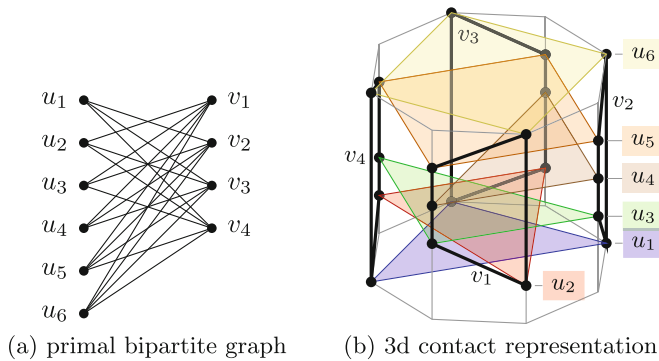 u1
u2
u3
u4
u5
u6
v1
v2
v3
v4
(a) primal bipartite graph
v3
u6
v2
u5
v4
u4
u3
u1
v1
u2
(b) 3d contact representation